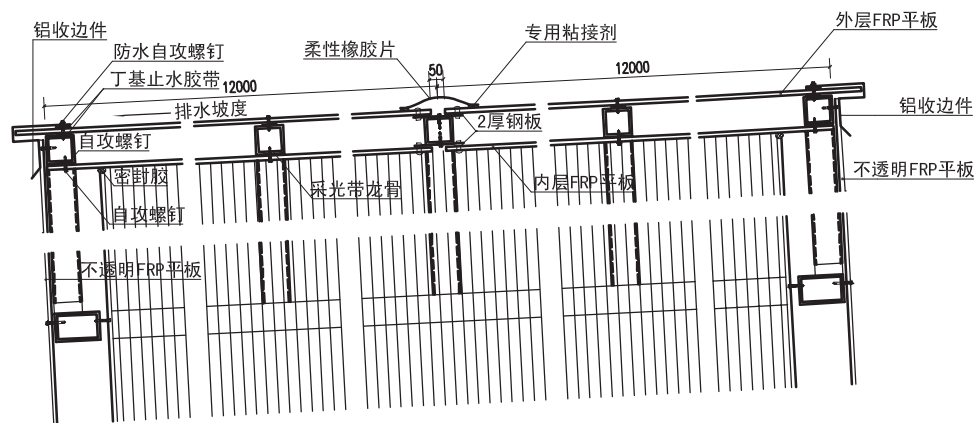 铝收边件
防水自攻螺钉
丁基止水胶带
柔性橡胶片
50
专用粘接剂
外层FRP平板
12000
12000
排水坡度
2厚钢板
铝收边件
自攻螺钉
密封胶
采光带龙骨
内层FRP平板
不透明FRP平板
自攻螺钉
不透明FRP平板